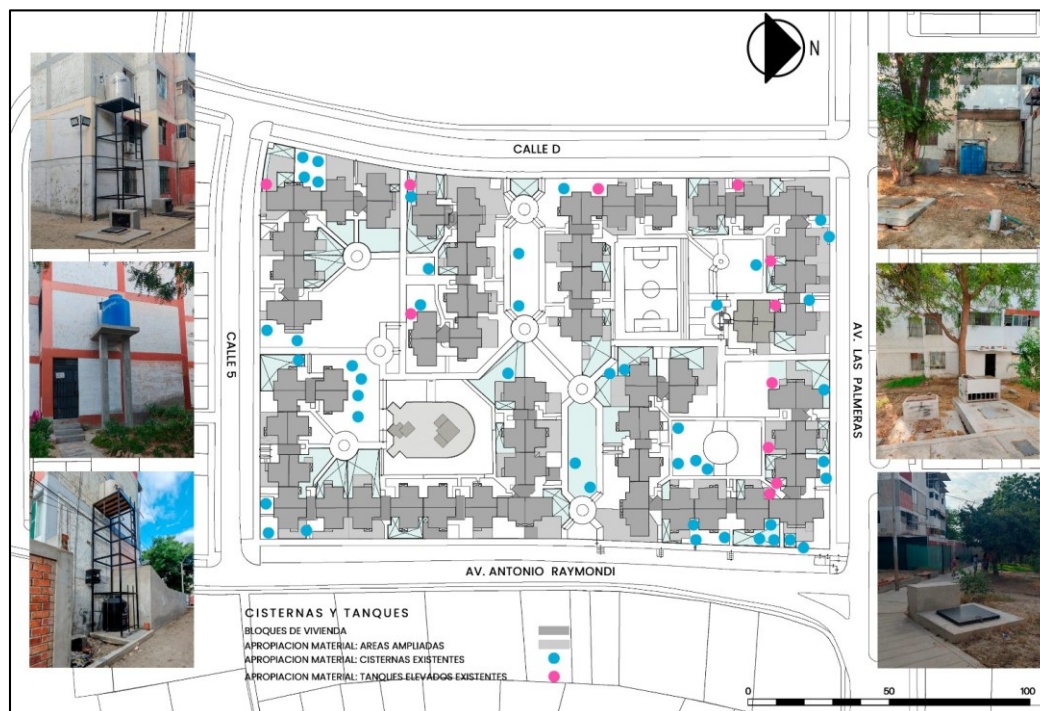 N
CALLE D
CALLE 5
AV. LAS PALMERAS
AV. ANTONIO RAYMONDI
CISTERNAS Y TANQUES
BLOQUES DE VIVIENDA
APROPIACION MATERIAL: AREAS AMPLIADAS
APROPIACION MATERIAL: CISTERNAS EXISTENTES
APROPIACION MATERIAL: TANQUES ELEVADOS EXISTENTES
0 50 100